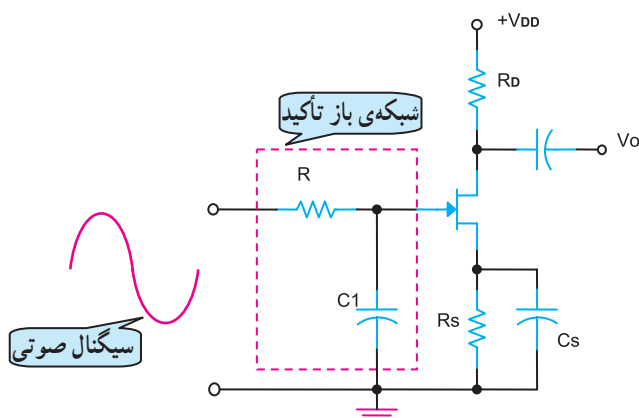 +VDD
RD
شبکه‌ی باز تأکید
Vo
R
C1
Rs
Cs
سیگنال صوتی